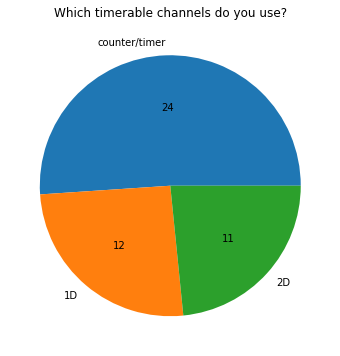 Which timerable channels do you use?
counter/timer
24
12
11
1D
2D